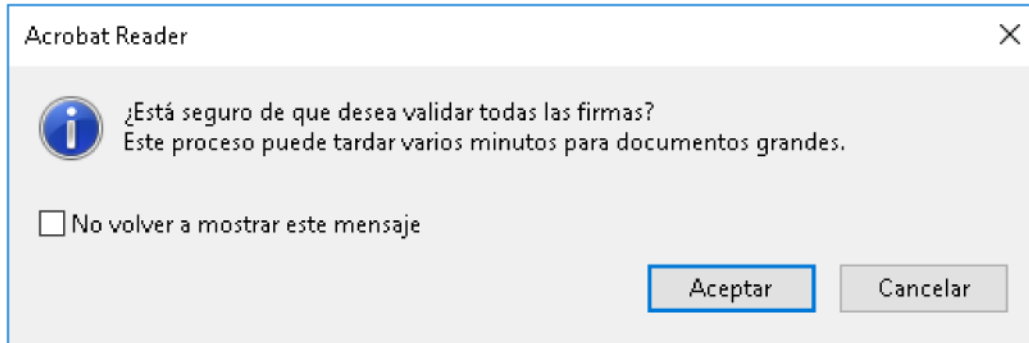 Acrobat Reader
¿Está seguro de que desea validar todas las firmas?
Este proceso puede tardar varios minutos para documentos grandes.
No volver a mostrar este mensaje
Aceptar
Cancelar